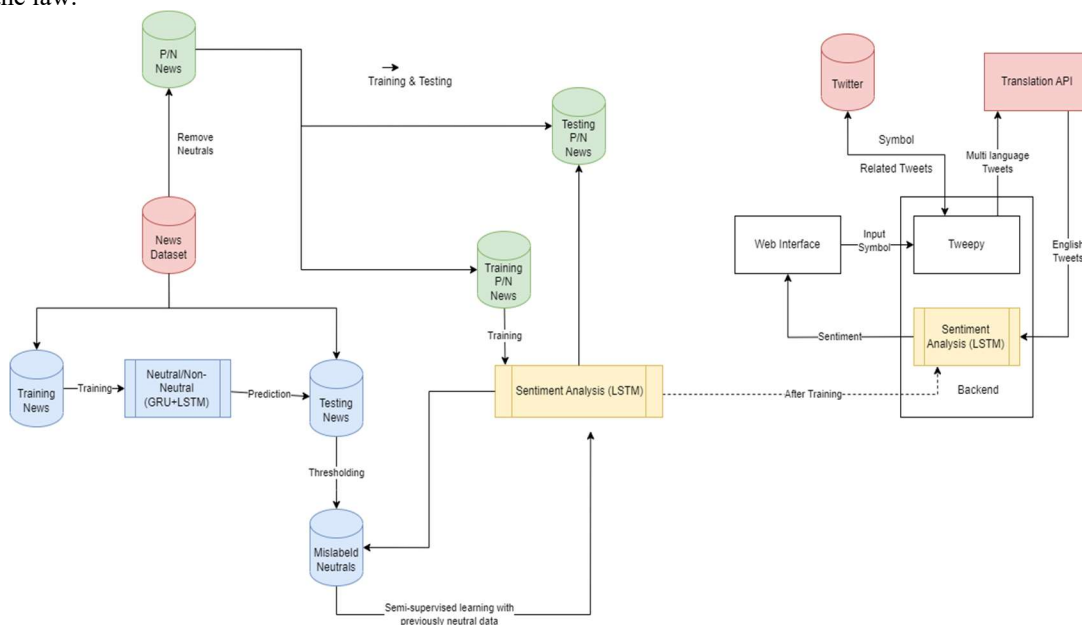 the law.
P/N
News
Training & Testing
Remove
Neutrals
Testing
P/N
News
News
Dataset
Training
P/N
News
Training
Training
News
Training
Neutral/Non-
Neutral
(GRU+LSTM)
Prediction
Testing
News
Sentiment Analysis (LSTM)
After Training
Thresholding
Mislabeld
Neutrals
Semi-supervised learning with
previously neutral data
Twitter
Translation API
Symbol
Related Tweets
Multi language
Tweets
Web Interface
Input
Symbol
Tweepy
English
Tweets
Sentiment
Sentiment
Analysis (LSTM)
Backend